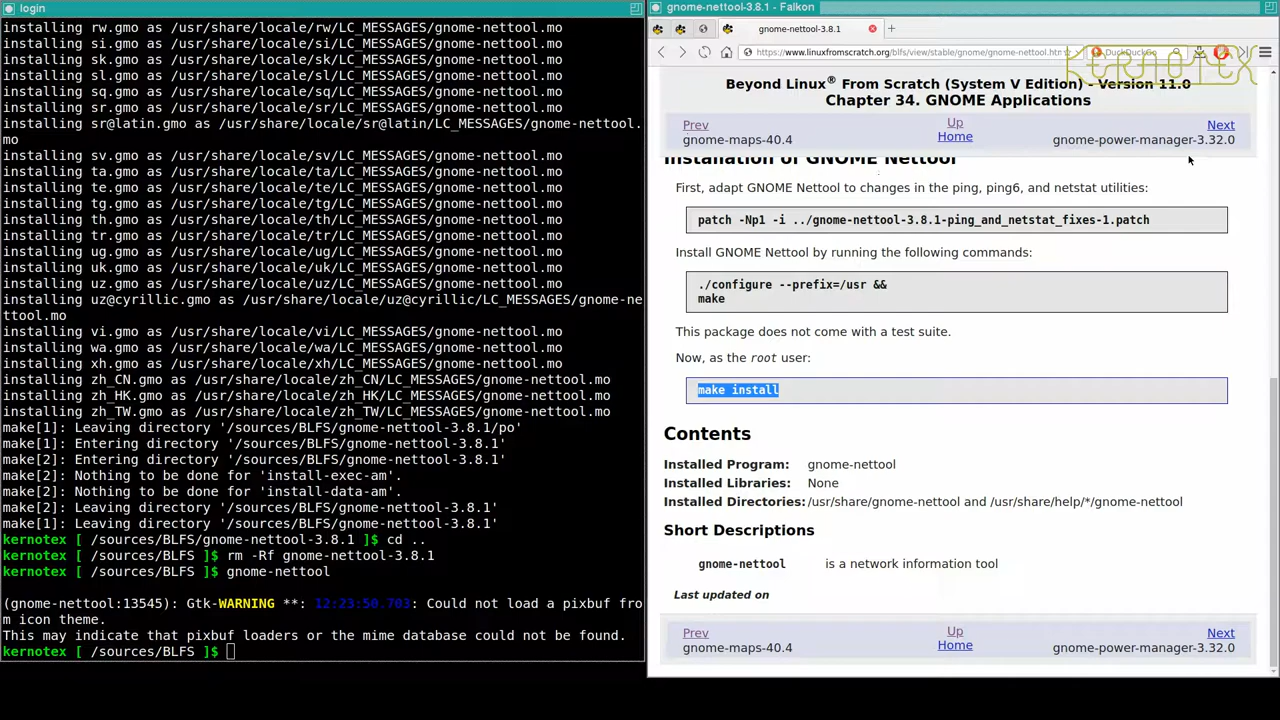 login
installing rw.gmo as /usr/share/locale/rw/LC_MESSAGES/gnome-nettool.mo
installing si.gmo as /usr/share/locale/si/LC_MESSAGES/gnome-nettool.mo
installing sk.gmo as /usr/share/locale/sk/LC_MESSAGES/gnome-nettool.mo
installing sl.gmo as /usr/share/locale/sl/LC_MESSAGES/gnome-nettool.mo
installing sq.gmo as /usr/share/locale/sq/LC_MESSAGES/gnome-nettool.mo
installing sr.gmo as /usr/share/locale/sr/LC_MESSAGES/gnome-nettool.mo
installing sr@latin.gmo as /usr/share/locale/sr@latin/LC_MESSAGES/gnome-nettool.
mo
installing sv.gmo as /usr/share/locale/sv/LC_MESSAGES/gnome-nettool.mo
installing ta.gmo as /usr/share/locale/ta/LC_MESSAGES/gnome-nettool.mo
installing te.gmo as /usr/share/locale/te/LC_MESSAGES/gnome-nettool.mo
installing tg.gmo as /usr/share/locale/tg/LC_MESSAGES/gnome-nettool.mo
installing th.gmo as /usr/share/locale/th/LC_MESSAGES/gnome-nettool.mo
installing tr.gmo as /usr/share/locale/tr/LC_MESSAGES/gnome-nettool.mo
installing ug.gmo as /usr/share/locale/ug/LC_MESSAGES/gnome-nettool.mo
installing uk.gmo as /usr/share/locale/uk/LC_MESSAGES/gnome-nettool.mo
installing uz.gmo as /usr/share/locale/uz/LC_MESSAGES/gnome-nettool.mo
installing uz@cyrillic.gmo as /usr/share/locale/uz@cyrillic/LC_MESSAGES/gnome-ne
ttool.mo
installing vi.gmo as /usr/share/locale/vi/LC_MESSAGES/gnome-nettool.mo
installing wa.gmo as /usr/share/locale/wa/LC_MESSAGES/gnome-nettool.mo
installing xh.gmo as /usr/share/locale/xh/LC_MESSAGES/gnome-nettool.mo
installing zh_CN.gmo as /usr/share/locale/zh_CN/LC_MESSAGES/gnome-nettool.mo
installing zh_HK.gmo as /usr/share/locale/zh_HK/LC_MESSAGES/gnome-nettool.mo
installing zh_TW.gmo as /usr/share/locale/zh_TW/LC_MESSAGES/gnome-nettool.mo
make[1]: Leaving directory '/sources/BLFS/gnome-nettool-3.8.1/po'
make[1]: Entering directory '/sources/BLFS/gnome-nettool-3.8.1'
make[2]: Entering directory '/sources/BLFS/gnome-nettool-3.8.1'
make[2]: Nothing to be done for 'install-exec-am'.
make[2]: Nothing to be done for 'install-data-am'.
make[2]: Leaving directory '/sources/BLFS/gnome-nettool-3.8.1'
make[1]: Leaving directory '/sources/BLFS/gnome-nettool-3.8.1'
kernotex [ /sources/BLFS/gnome-nettool-3.8.1 ]$ cd ..
kernotex [ /sources/BLFS ]$ rm -Rf gnome-nettool-3.8.1
kernotex [ /sources/BLFS ]$ gnome-nettool
(gnome-nettool:13545): Gtk-WARNING **: 12:23:50.703: Could not load a pixbuf fro
m icon theme.
This may indicate that pixbuf loaders or the mime database could not be found.
kernotex [ /sources/BLFS ]$
gnome-nettool-3.8.1 - Falkon
gnome-nettool-3.8.1
https://www.linuxfromscratch.org/blfs/view/stable/gnome/gnome-nettool.htm
DuckDuckGo
KERNOTEX
Beyond Linux® From Scratch (System V Edition) - Version 11.0
Chapter 34. GNOME Applications
Prev Up Next
gnome-maps-40.4 Home gnome-power-manager-3.32.0
Installation of GNOME Nettool
First, adapt GNOME Nettool to changes in the ping, ping6, and netstat utilities:
patch -Np1 -i ../gnome-nettool-3.8.1-ping_and_netstat_fixes-1.patch
Install GNOME Nettool by running the following commands:
./configure --prefix=/usr &&
make
This package does not come with a test suite.
Now, as the root user:
make install
Contents
Installed Program: gnome-nettool
Installed Libraries: None
Installed Directories: /usr/share/gnome-nettool and /usr/share/help/*/gnome-nettool
Short Descriptions
gnome-nettool is a network information tool
Last updated on
Prev Up Next
gnome-maps-40.4 Home gnome-power-manager-3.32.0